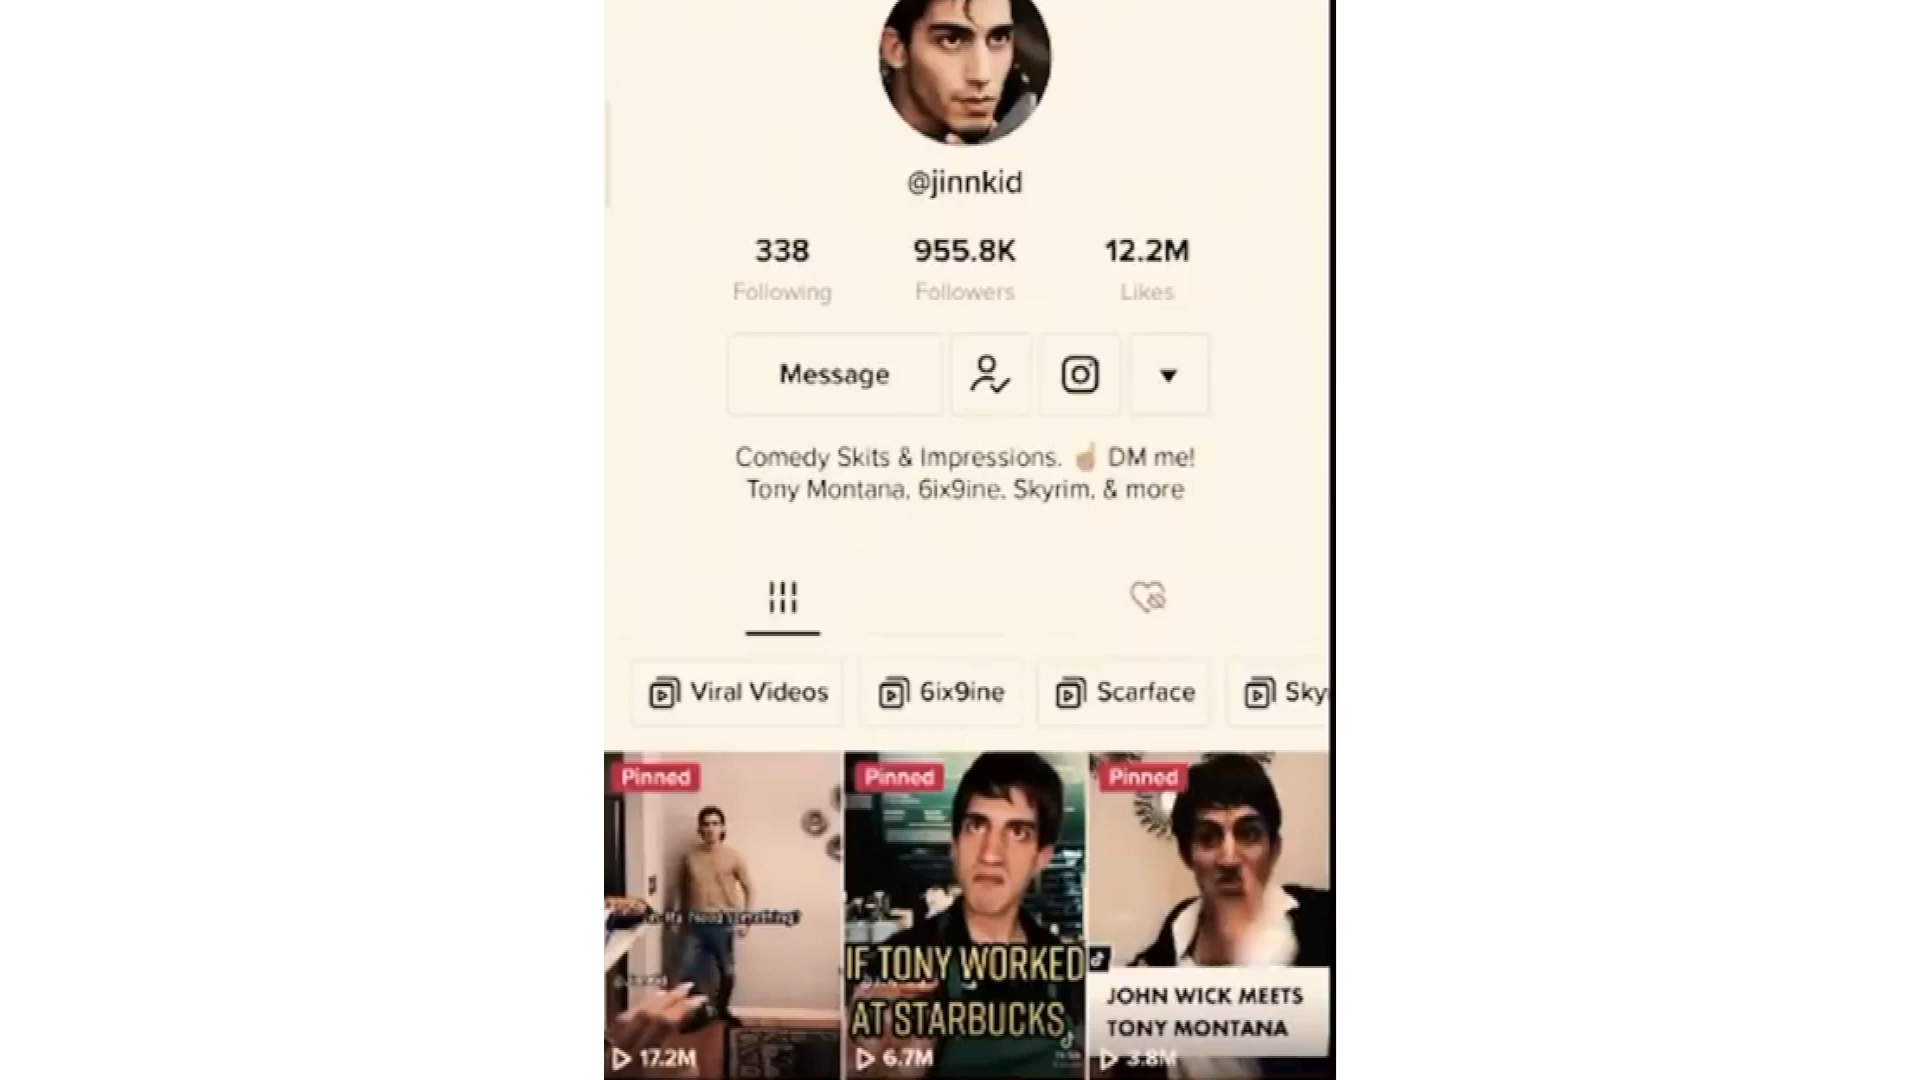 @jinnkid
338 955.8K 12.2M
Following Followers Likes
Message
Comedy Skits & Impressions. ☝🏼 DM me!
Tony Montana, 6ix9ine, Skyrim, & more
Viral Videos 6ix9ine Scarface Sky
Pinned Pinned Pinned
IF TONY WORKED
AT STARBUCKS
JOHN WICK MEETS
TONY MONTANA
17.2M 6.7M 3.8M